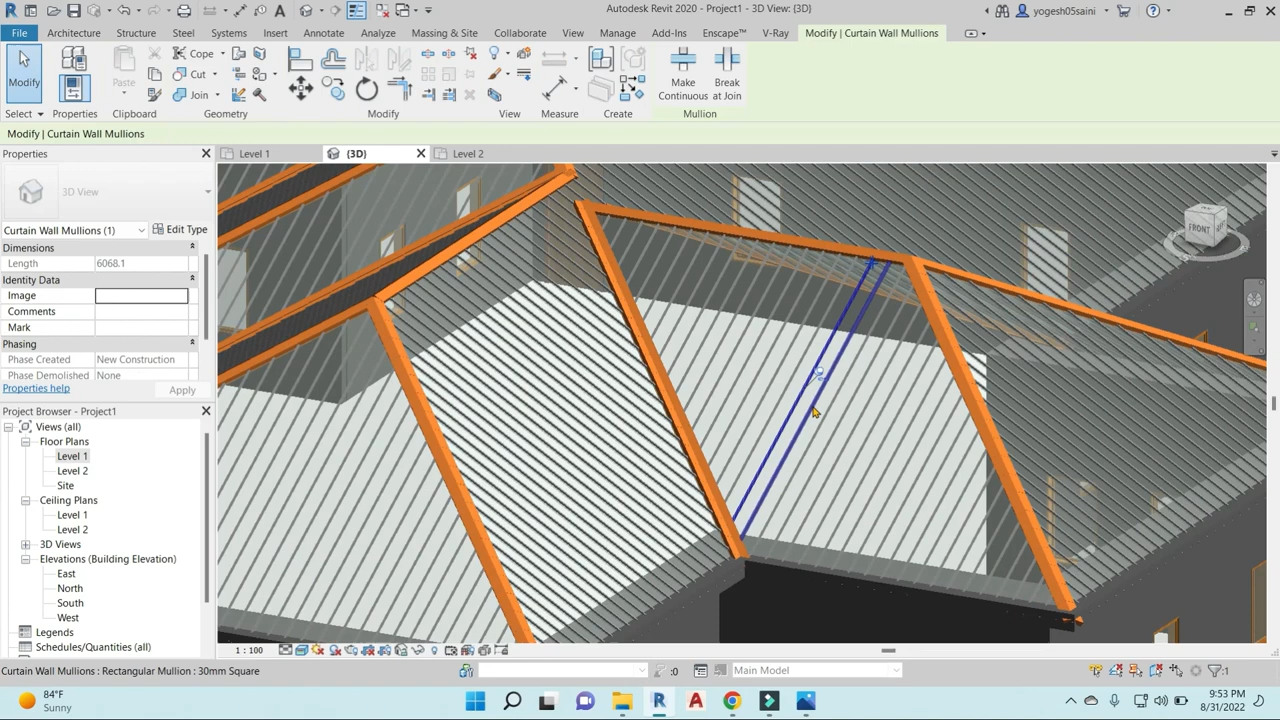 Autodesk Revit 2020 - Project1 - 3D View: {3D}
yogesh05saini
File
Architecture
Structure
Steel
Systems
Insert
Annotate
Analyze
Massing & Site
Collaborate
View
Manage
Add-Ins
Enscape™
V-Ray
Modify | Curtain Wall Mullions
Modify
Paste
Cope
Cut
Join
Make Continuous
Break at Join
Select
Properties
Clipboard
Geometry
Modify
View
Measure
Create
Mullion
Modify | Curtain Wall Mullions
Properties
Level 1
{3D}
Level 2
3D View
Curtain Wall Mullions (1)
Edit Type
Dimensions
Length 6068.1
Identity Data
Image
Comments
Mark
Phasing
Phase Created New Construction
Phase Demolished None
Properties help
Apply
FRONT
Project Browser - Project1
Views (all)
Floor Plans
Level 1
Level 2
Site
Ceiling Plans
Level 1
Level 2
3D Views
Elevations (Building Elevation)
East
North
South
West
Legends
Schedules/Quantities (all)
1 : 100
Curtain Wall Mullions : Rectangular Mullion : 30mm Square
:0
Main Model
:1
84°F
Sunny
9:53 PM
8/31/2022